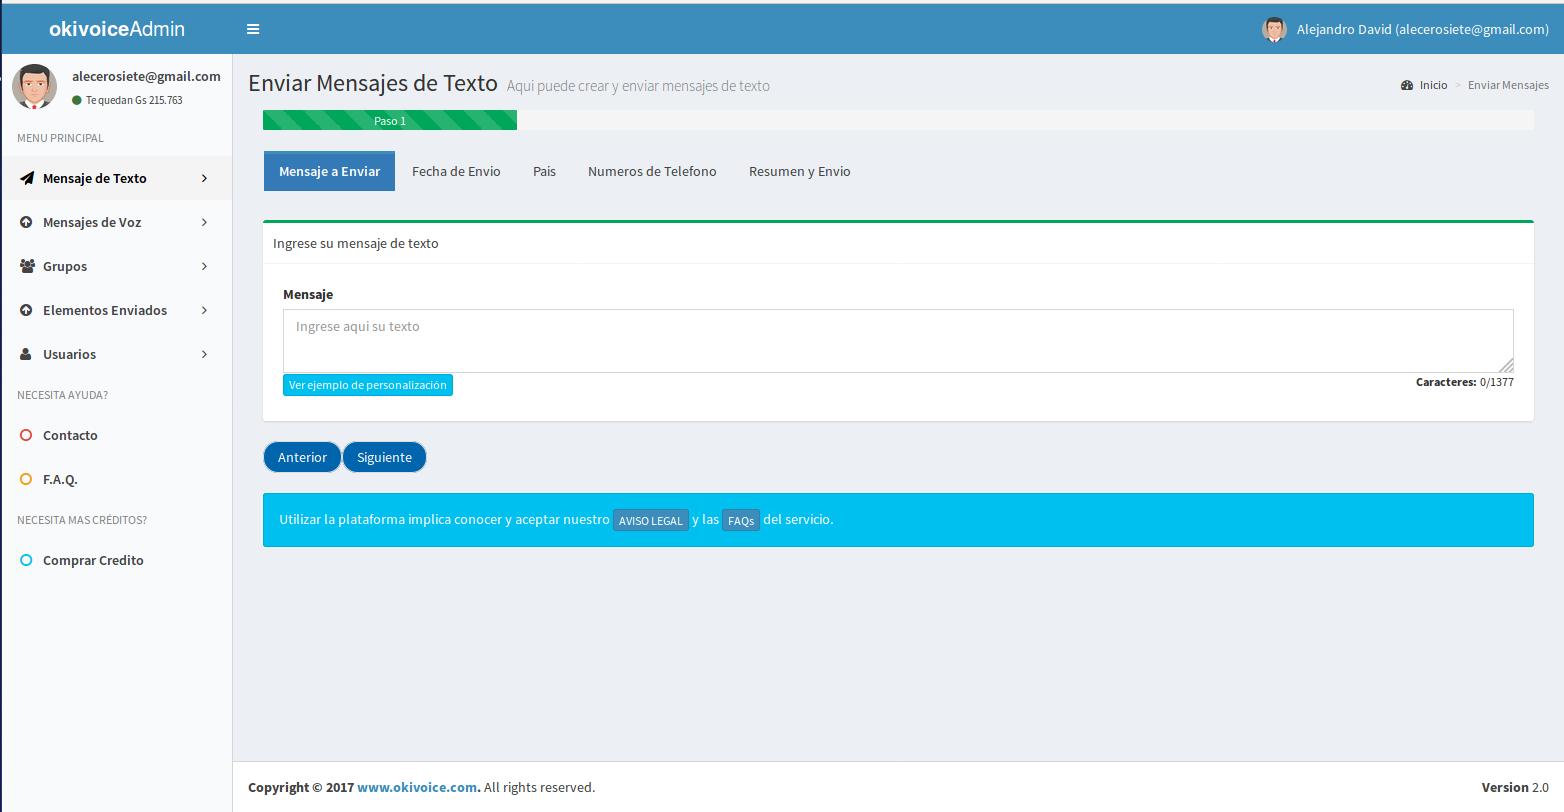 okivoiceAdmin
Alejandro David (alecerosiete@gmail.com)
alecerosiete@gmail.com
Te quedan Gs 215.763
MENU PRINCIPAL
Mensaje de Texto
Mensajes de Voz
Grupos
Elementos Enviados
Usuarios
NECESITA AYUDA?
Contacto
F.A.Q.
NECESITA MAS CRÉDITOS?
Comprar Credito
Enviar Mensajes de Texto Aqui puede crear y enviar mensajes de texto
Inicio > Enviar Mensajes
Paso 1
Mensaje a Enviar Fecha de Envio Pais Numeros de Telefono Resumen y Envio
Ingrese su mensaje de texto
Mensaje
Ingrese aqui su texto
Ver ejemplo de personalización
Caracteres: 0/1377
Anterior Siguiente
Utilizar la plataforma implica conocer y aceptar nuestro AVISO LEGAL y las FAQs del servicio.
Copyright © 2017 www.okivoice.com. All rights reserved.
Version 2.0